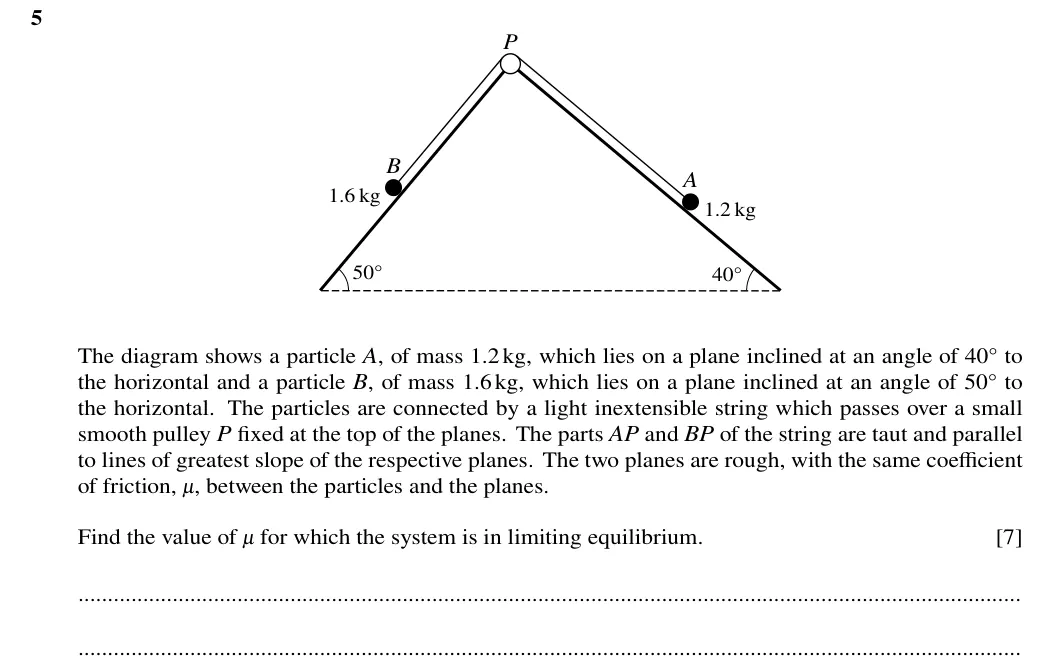 5
P
B
A
1.6 kg
1.2 kg
50°
40°
The diagram shows a particle A, of mass 1.2 kg, which lies on a plane inclined at an angle of 40° to
the horizontal and a particle B, of mass 1.6 kg, which lies on a plane inclined at an angle of 50° to
the horizontal. The particles are connected by a light inextensible string which passes over a small
smooth pulley P fixed at the top of the planes. The parts AP and BP of the string are taut and parallel
to lines of greatest slope of the respective planes. The two planes are rough, with the same coefficient
of friction, μ, between the particles and the planes.
Find the value of μ for which the system is in limiting equilibrium. [7]